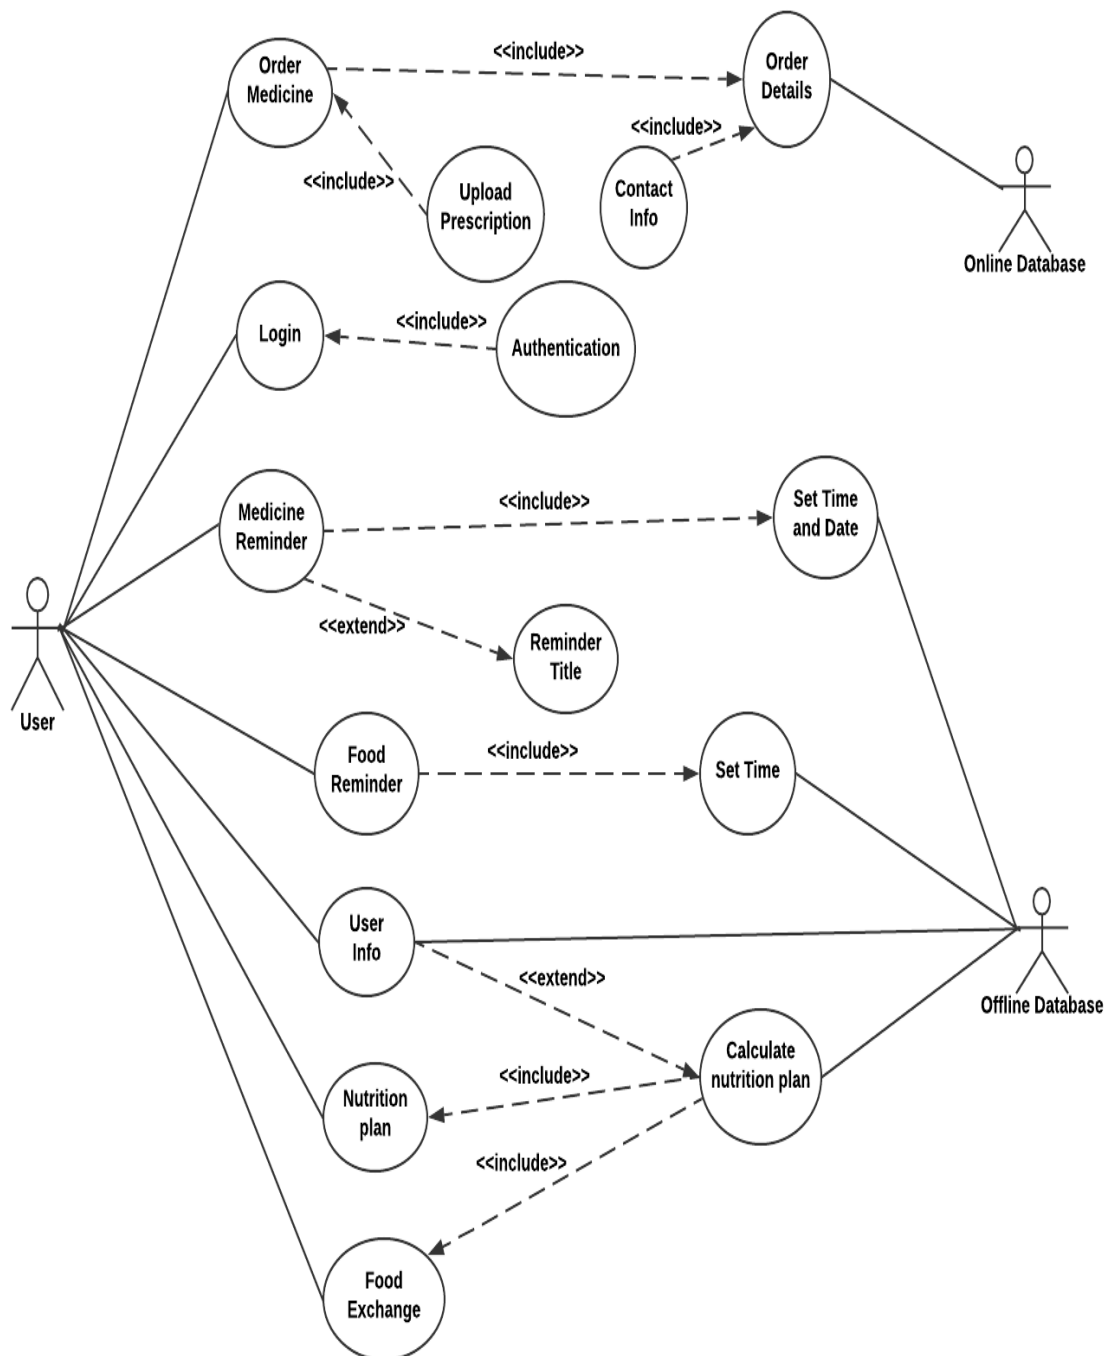 <<include>>
Order
Medicine
Order
Details
<<include>>
<<include>>
Upload
Prescription
Contact
Info
Online Database
<<include>>
Login
Authentication
<<include>>
Medicine
Reminder
Set Time
and Date
<<extend>>
Reminder
Title
User
<<include>>
Food
Reminder
Set Time
User
Info
<<extend>>
Offline Database
Calculate
nutrition plan
<<include>>
Nutrition
plan
<<include>>
Food
Exchange